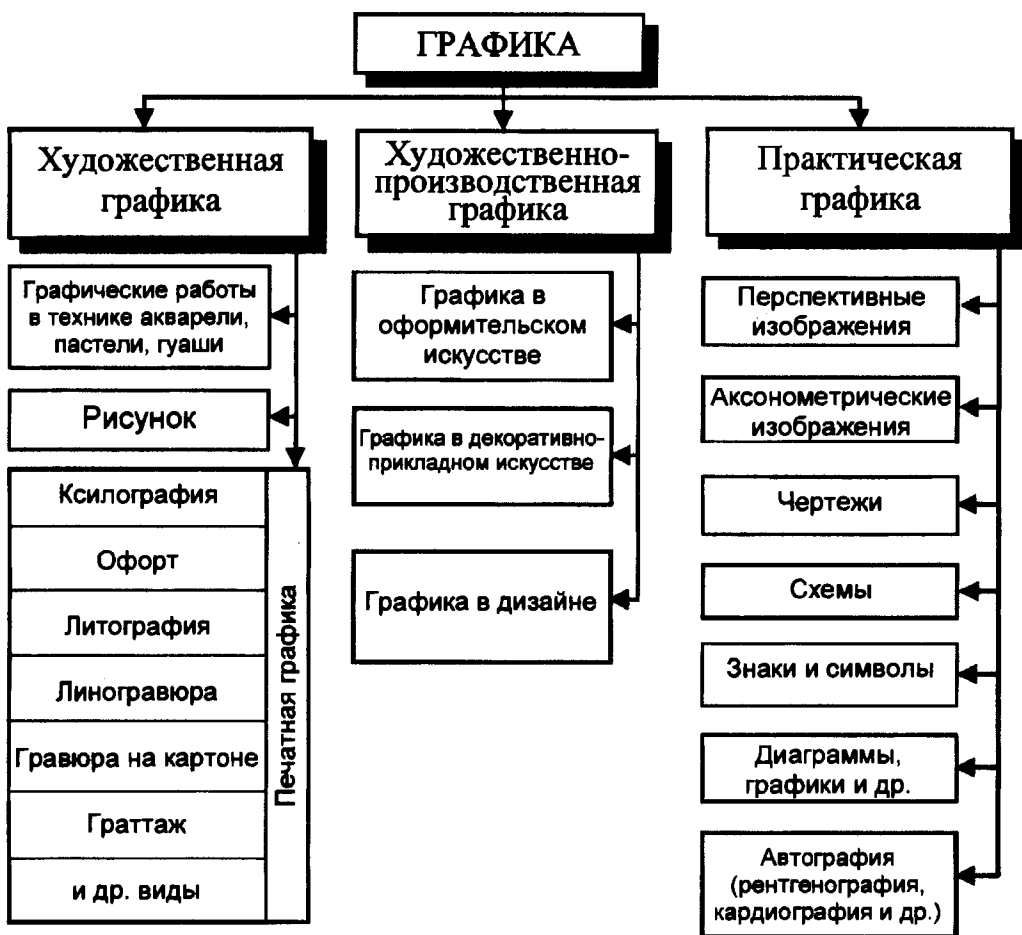 ГРАФИКА
Художественная
графика
Графические работы
в технике акварели,
пастели, гуаши
Рисунок
Ксилография
Офорт
Литография
Линогравюра
Гравюра на картоне
Граттаж
и др. виды
Печатная графика
Художественно-
производственная
графика
Графика в
оформительском
искусстве
Графика в декоративно-
прикладном искусстве
Графика в дизайне
Практическая
графика
Перспективные
изображения
Аксонометрические
изображения
Чертежи
Схемы
Знаки и символы
Диаграммы,
графики и др.
Автография
(рентгенография,
кардиография и др.)